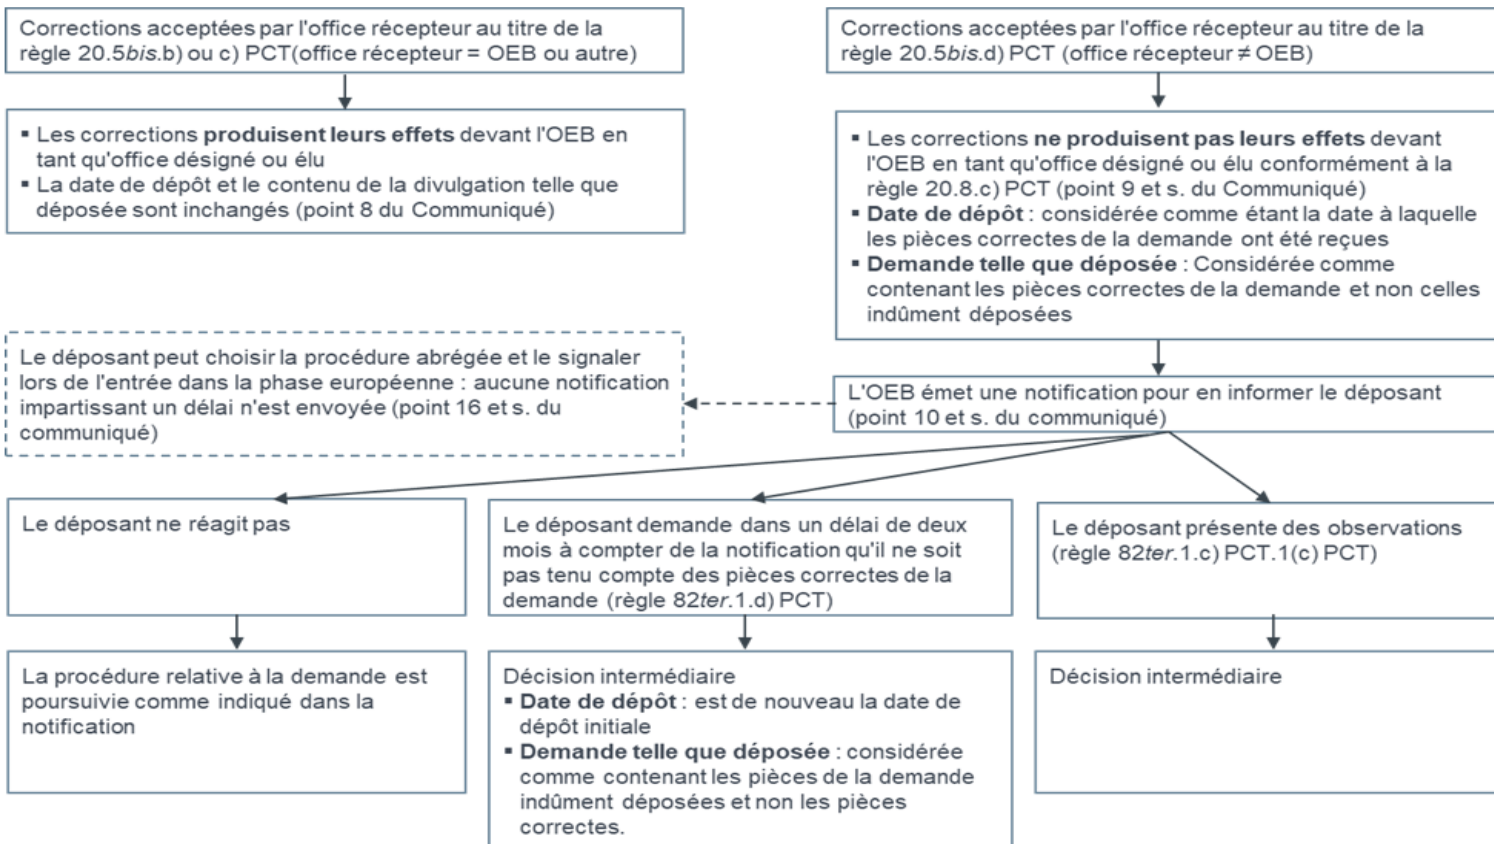 Corrections acceptées par l'office récepteur au titre de la
règle 20.5bis.b) ou c) PCT(office récepteur = OEB ou autre)
Corrections acceptées par l'office récepteur au titre de la
règle 20.5bis.d) PCT (office récepteur ≠ OEB)
▪ Les corrections produisent leurs effets devant l'OEB en
tant qu'office désigné ou élu
▪ La date de dépôt et le contenu de la divulgation telle que
déposée sont inchangés (point 8 du Communiqué)
▪ Les corrections ne produisent pas leurs effets devant
l'OEB en tant qu'office désigné ou élu conformément à la
règle 20.8.c) PCT (point 9 et s. du Communiqué)
▪ Date de dépôt : considérée comme étant la date à laquelle
les pièces correctes de la demande ont été reçues
▪ Demande telle que déposée : Considérée comme
contenant les pièces correctes de la demande et non celles
indûment déposées
Le déposant peut choisir la procédure abrégée et le signaler
lors de l'entrée dans la phase européenne : aucune notification
impartissant un délai n'est envoyée (point 16 et s. du
communiqué)
L'OEB émet une notification pour en informer le déposant
(point 10 et s. du communiqué)
Le déposant ne réagit pas
Le déposant demande dans un délai de deux
mois à compter de la notification qu'il ne soit
pas tenu compte des pièces correctes de la
demande (règle 82ter.1.d) PCT)
Le déposant présente des observations
(règle 82ter.1.c) PCT.1(c) PCT)
La procédure relative à la demande est
poursuivie comme indiqué dans la
notification
Décision intermédiaire
▪ Date de dépôt : est de nouveau la date de
dépôt initiale
▪ Demande telle que déposée : considérée
comme contenant les pièces de la demande
indûment déposées et non les pièces
correctes.
Décision intermédiaire